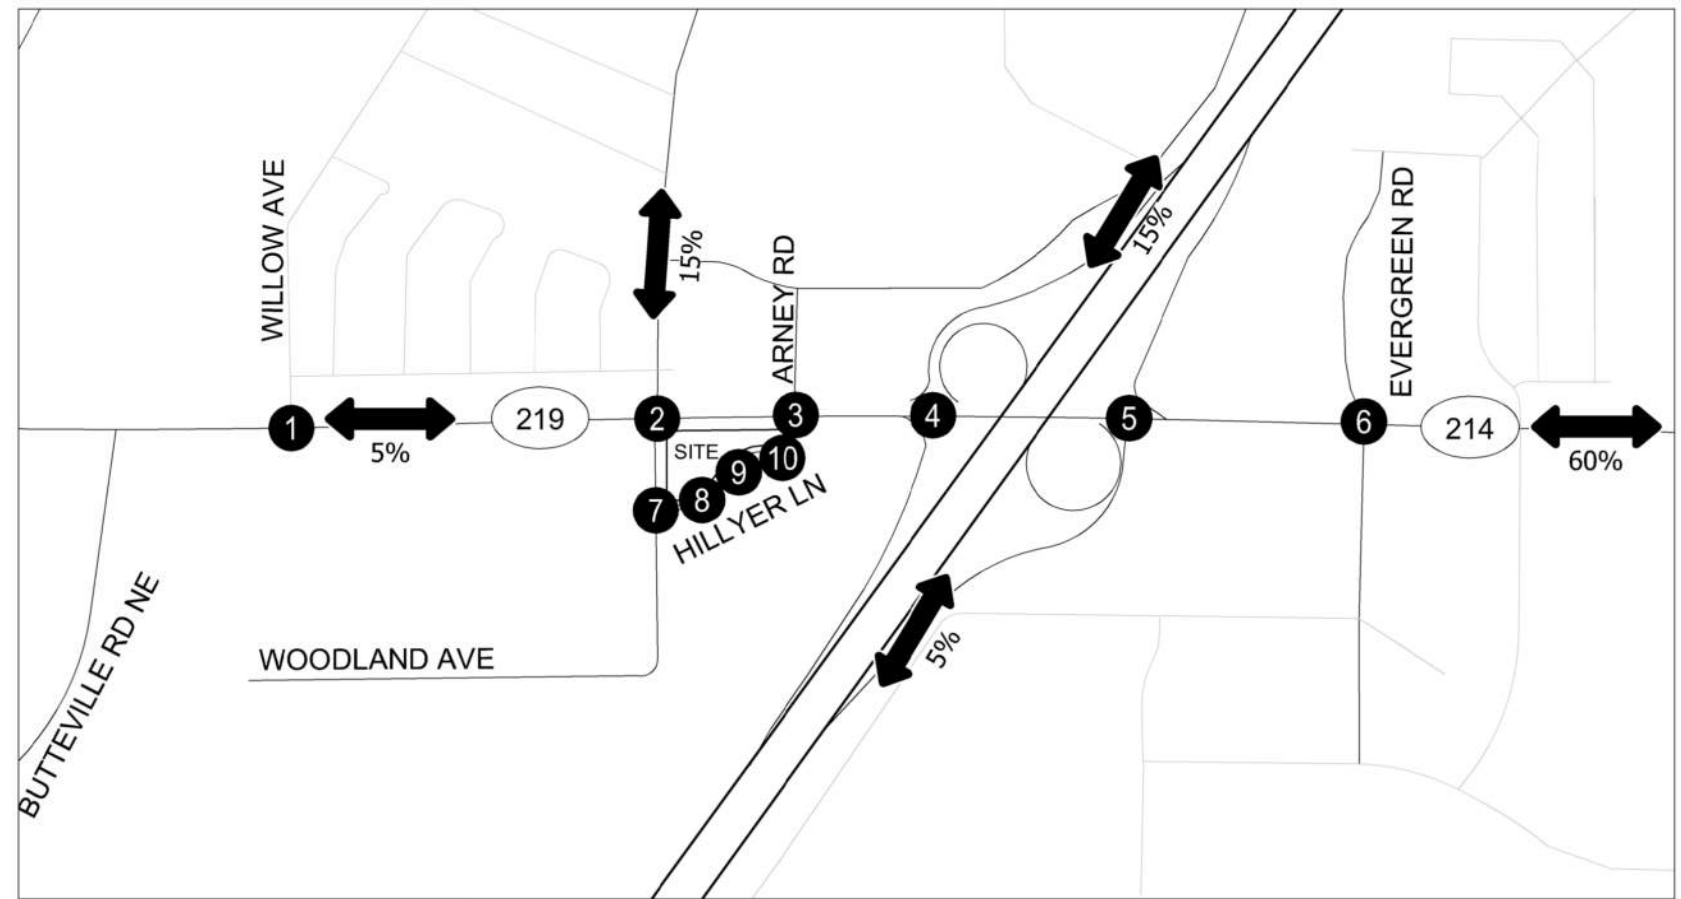 WILLOW AVE
15%
ARNEY RD
15%
EVERGREEN RD
1
5%
219
2
3
4
5
6
214
60%
SITE
7
8
9
10
HILLYER LN
5%
WOODLAND AVE
BUTTEVILLE RD NE